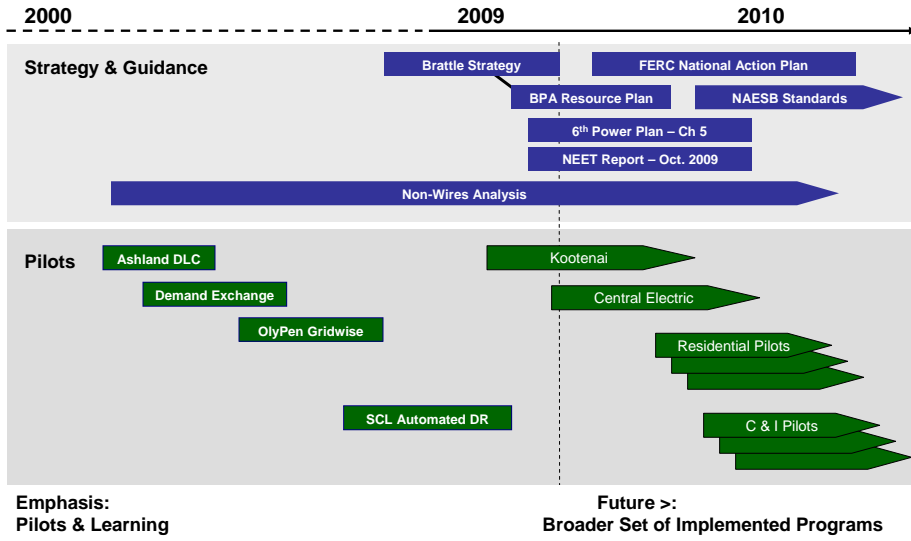 2000 2009 2010
Strategy & Guidance
Brattle Strategy
FERC National Action Plan
BPA Resource Plan
NAESB Standards
6th Power Plan – Ch 5
NEET Report – Oct. 2009
Non-Wires Analysis
Pilots
Ashland DLC
Kootenai
Demand Exchange
Central Electric
OlyPen Gridwise
Residential Pilots
SCL Automated DR
C & I Pilots
Emphasis:
Pilots & Learning
Future >:
Broader Set of Implemented Programs